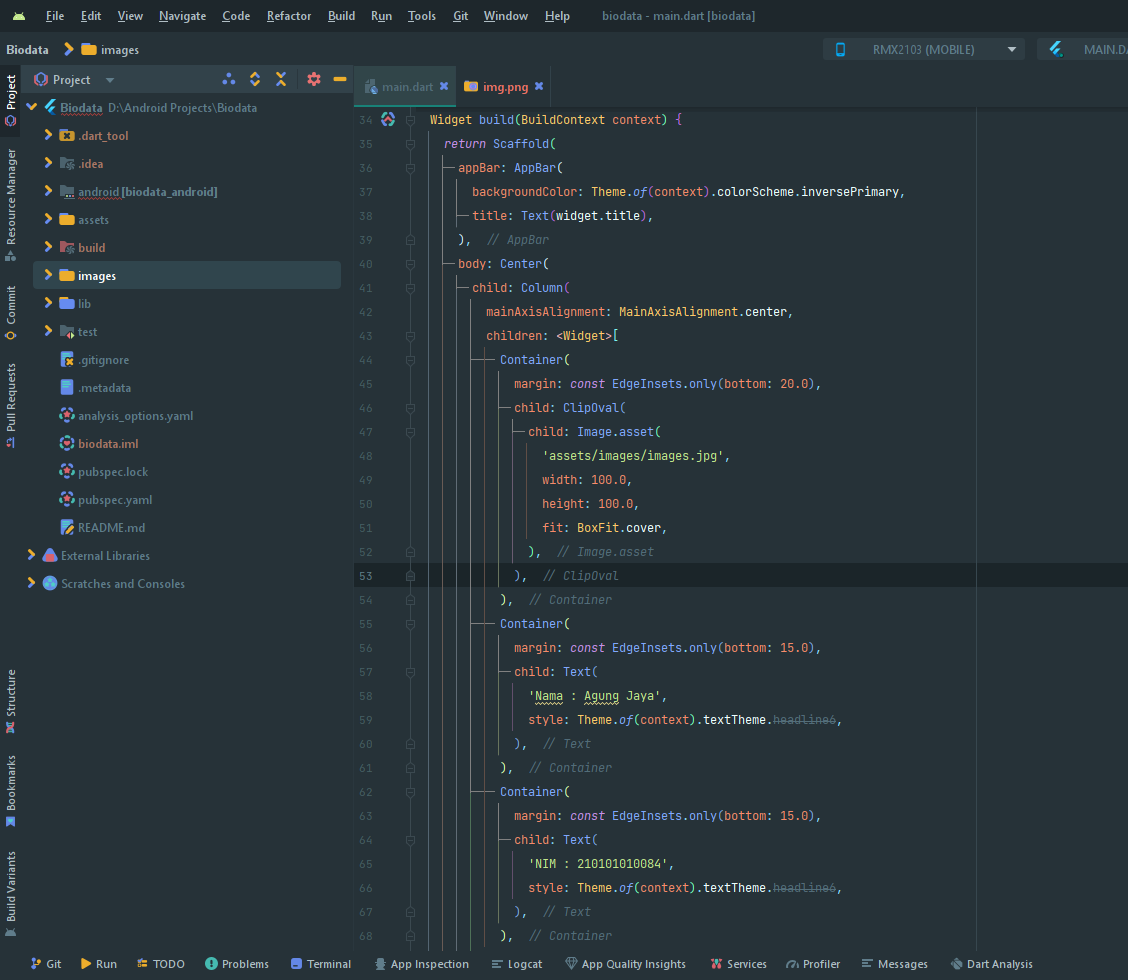 File Edit View Navigate Code Refactor Build Run Tools Git Window Help biodata - main.dart [biodata]
Biodata images RMX2103 (MOBILE) MAIN.DA
Project main.dart img.png
Biodata D:\Android Projects\Biodata
.dart_tool
.idea
android [biodata_android]
assets
build
images
lib
test
.gitignore
.metadata
analysis_options.yaml
biodata.iml
pubspec.lock
pubspec.yaml
README.md
External Libraries
Scratches and Consoles
Project
Resource Manager
Commit
Pull Requests
Structure
Bookmarks
Build Variants
34 Widget build(BuildContext context) {
35 return Scaffold(
36 appBar: AppBar(
37 backgroundColor: Theme.of(context).colorScheme.inversePrimary,
38 title: Text(widget.title),
39 ), // AppBar
40 body: Center(
41 child: Column(
42 mainAxisAlignment: MainAxisAlignment.center,
43 children: <Widget>[
44 Container(
45 margin: const EdgeInsets.only(bottom: 20.0),
46 child: ClipOval(
47 child: Image.asset(
48 'assets/images/images.jpg',
49 width: 100.0,
50 height: 100.0,
51 fit: BoxFit.cover,
52 ), // Image.asset
53 ), // ClipOval
54 ), // Container
55 Container(
56 margin: const EdgeInsets.only(bottom: 15.0),
57 child: Text(
58 'Nama : Agung Jaya',
59 style: Theme.of(context).textTheme.headline6,
60 ), // Text
61 ), // Container
62 Container(
63 margin: const EdgeInsets.only(bottom: 15.0),
64 child: Text(
65 'NIM : 210101010084',
66 style: Theme.of(context).textTheme.headline6,
67 ), // Text
68 ), // Container
Git Run TODO Problems Terminal App Inspection Logcat App Quality Insights Services Profiler Messages Dart Analysis